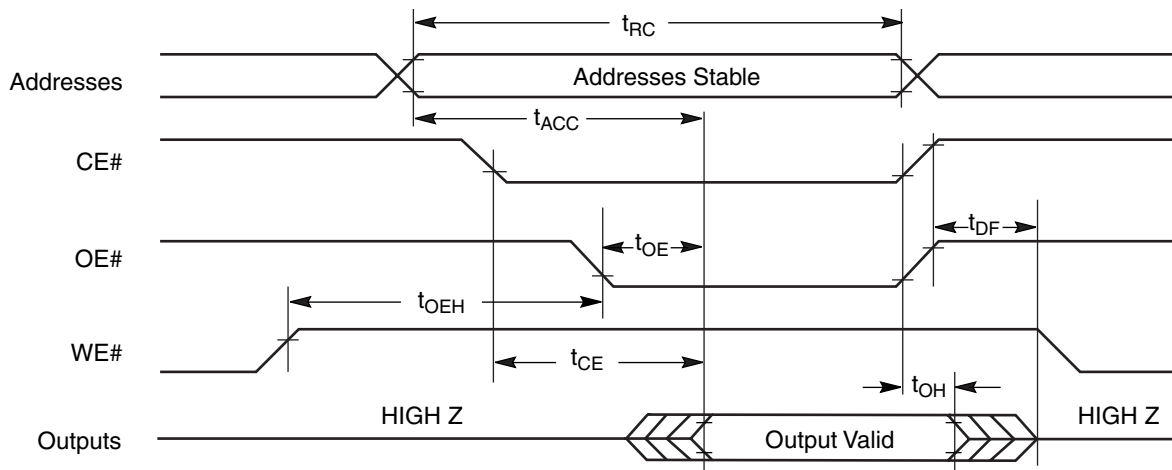 tRC
Addresses
Addresses Stable
tACC
CE#
tDF
OE#
tOE
tOEH
WE#
tCE
tOH
HIGH Z
HIGH Z
Outputs
Output Valid